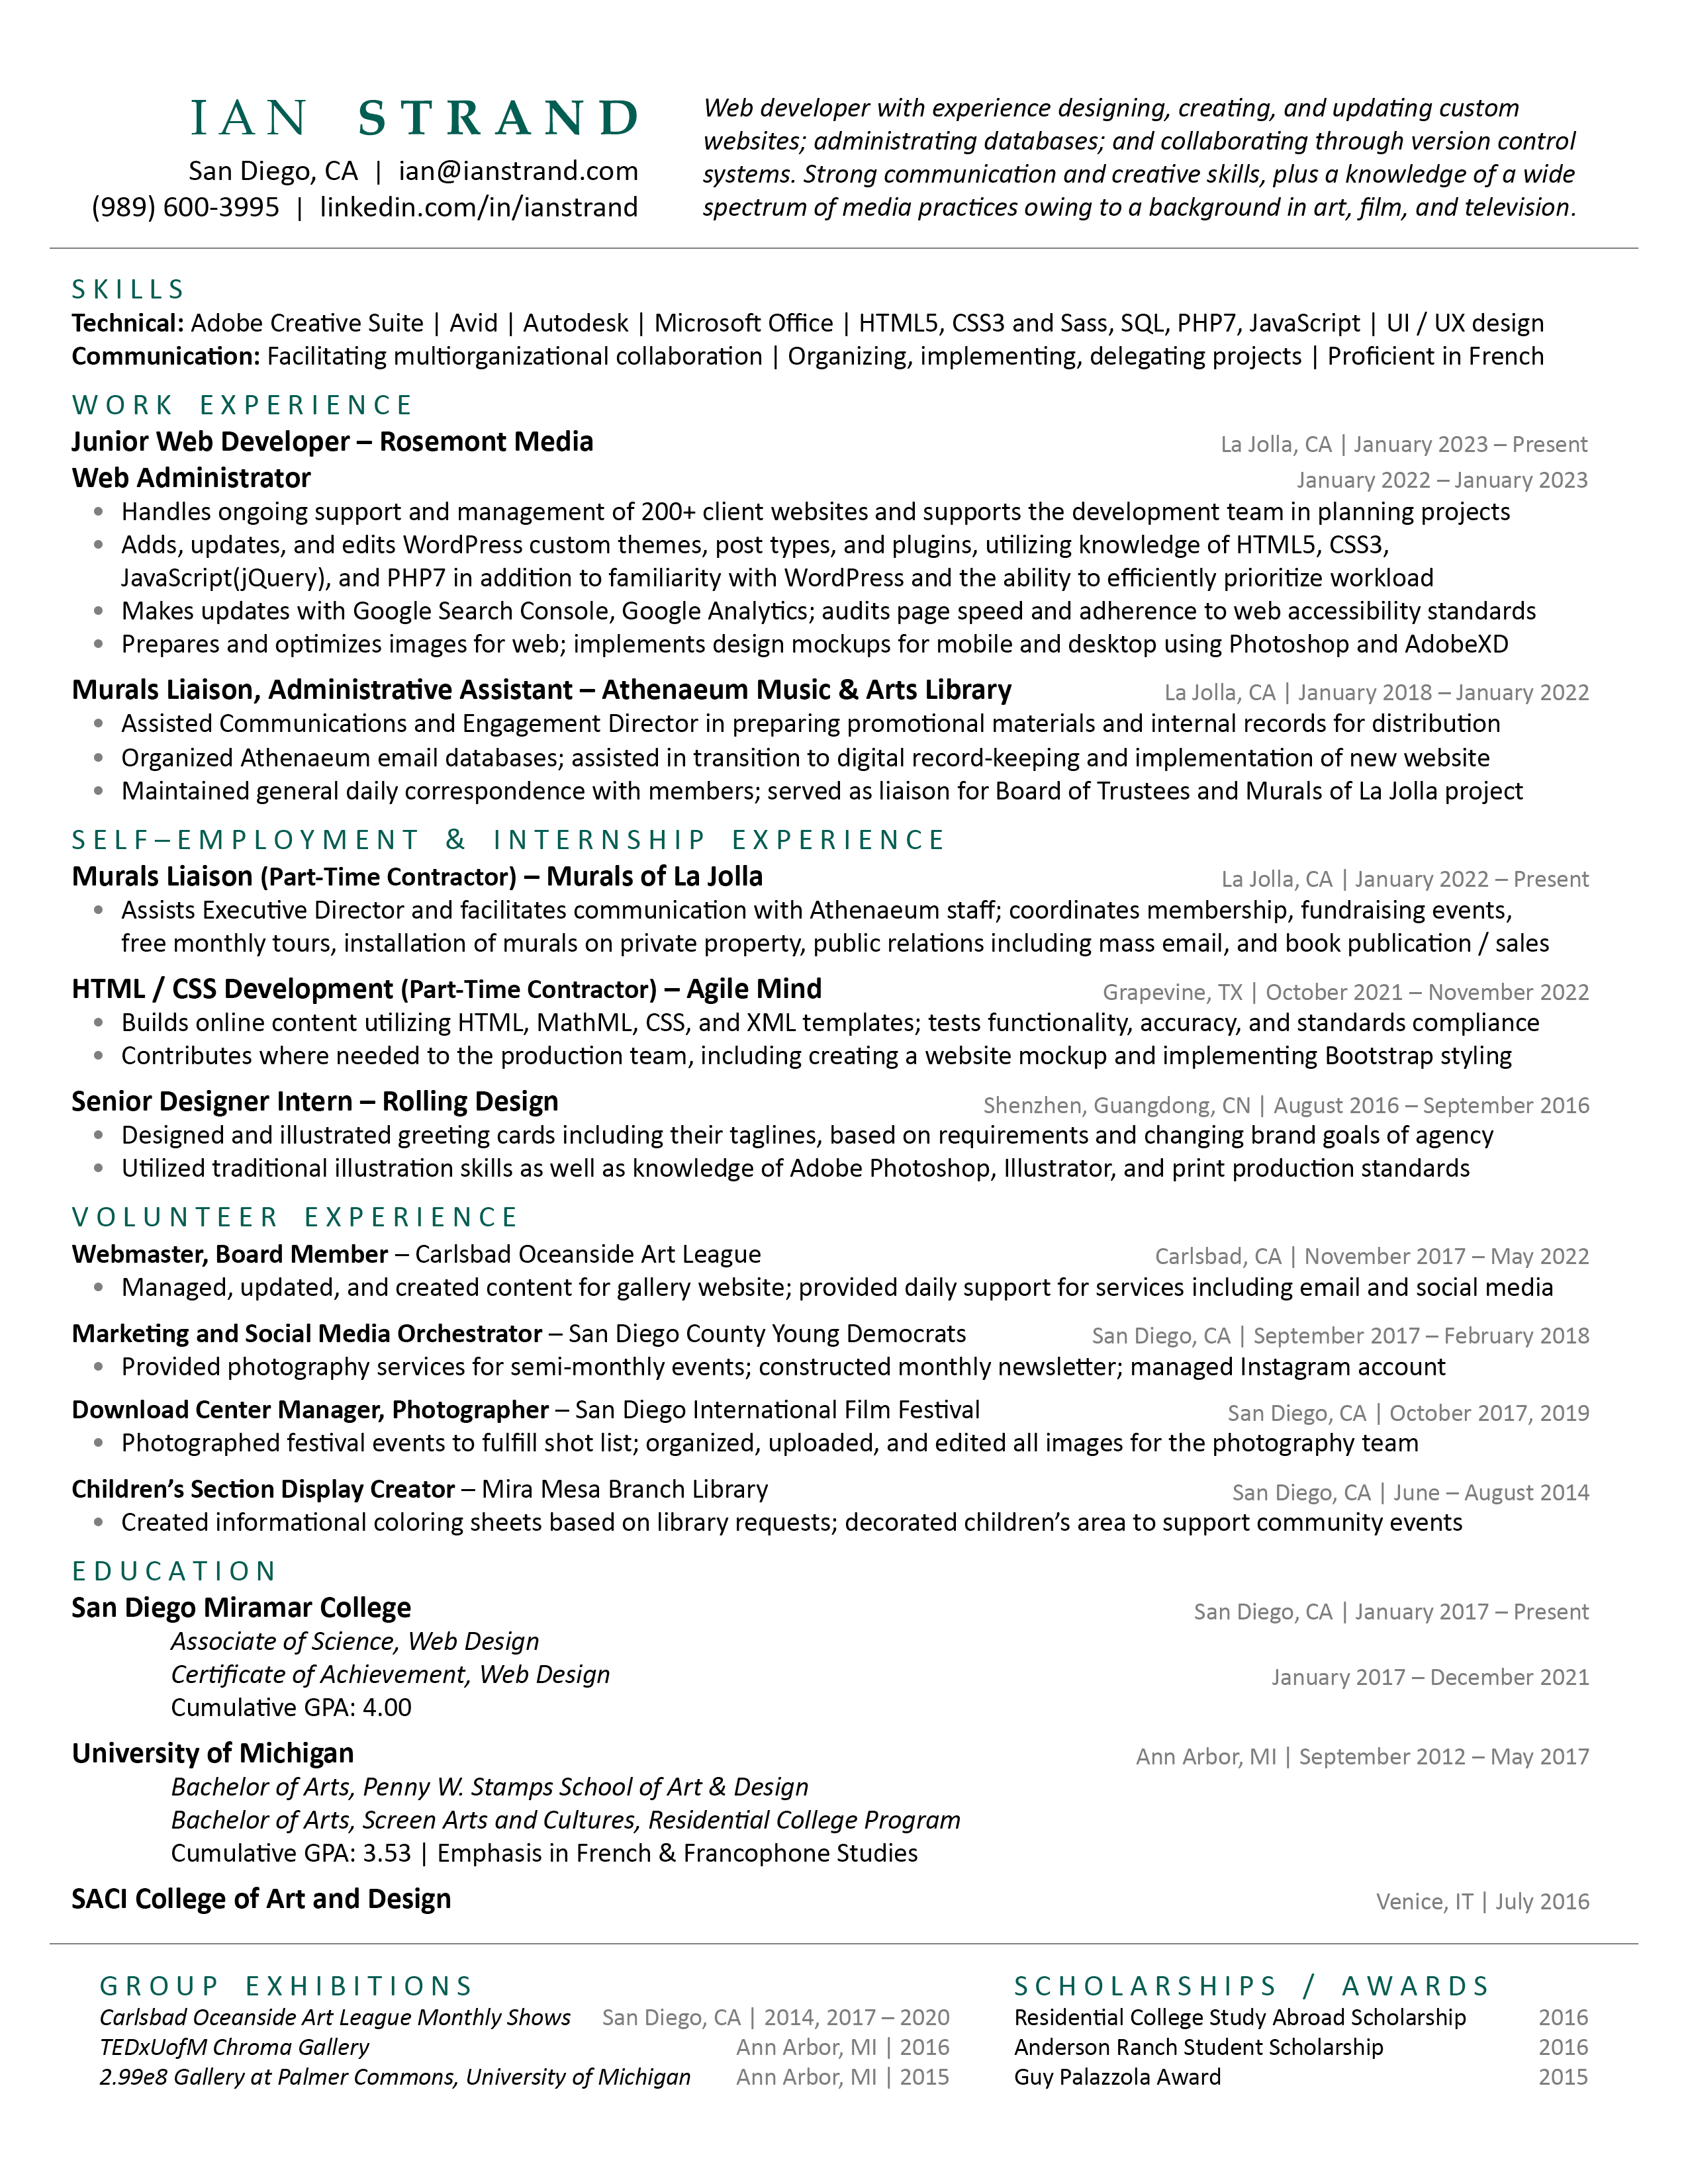 IAN STRAND
San Diego, CA | ian@ianstrand.com
(989) 600-3995 | linkedin.com/in/ianstrand
Web developer with experience designing, creating, and updating custom
websites; administrating databases; and collaborating through version control
systems. Strong communication and creative skills, plus a knowledge of a wide
spectrum of media practices owing to a background in art, film, and television.
SKILLS
Technical: Adobe Creative Suite | Avid | Autodesk | Microsoft Office | HTML5, CSS3 and Sass, SQL, PHP7, JavaScript | UI / UX design
Communication: Facilitating multiorganizational collaboration | Organizing, implementing, delegating projects | Proficient in French
WORK EXPERIENCE
Junior Web Developer – Rosemont Media La Jolla, CA | January 2023 – Present
Web Administrator January 2022 – January 2023
• Handles ongoing support and management of 200+ client websites and supports the development team in planning projects
• Adds, updates, and edits WordPress custom themes, post types, and plugins, utilizing knowledge of HTML5, CSS3,
JavaScript(jQuery), and PHP7 in addition to familiarity with WordPress and the ability to efficiently prioritize workload
• Makes updates with Google Search Console, Google Analytics; audits page speed and adherence to web accessibility standards
• Prepares and optimizes images for web; implements design mockups for mobile and desktop using Photoshop and AdobeXD
Murals Liaison, Administrative Assistant – Athenaeum Music & Arts Library La Jolla, CA | January 2018 – January 2022
• Assisted Communications and Engagement Director in preparing promotional materials and internal records for distribution
• Organized Athenaeum email databases; assisted in transition to digital record-keeping and implementation of new website
• Maintained general daily correspondence with members; served as liaison for Board of Trustees and Murals of La Jolla project
SELF–EMPLOYMENT & INTERNSHIP EXPERIENCE
Murals Liaison (Part-Time Contractor) – Murals of La Jolla La Jolla, CA | January 2022 – Present
• Assists Executive Director and facilitates communication with Athenaeum staff; coordinates membership, fundraising events,
free monthly tours, installation of murals on private property, public relations including mass email, and book publication / sales
HTML / CSS Development (Part-Time Contractor) – Agile Mind Grapevine, TX | October 2021 – November 2022
• Builds online content utilizing HTML, MathML, CSS, and XML templates; tests functionality, accuracy, and standards compliance
• Contributes where needed to the production team, including creating a website mockup and implementing Bootstrap styling
Senior Designer Intern – Rolling Design Shenzhen, Guangdong, CN | August 2016 – September 2016
• Designed and illustrated greeting cards including their taglines, based on requirements and changing brand goals of agency
• Utilized traditional illustration skills as well as knowledge of Adobe Photoshop, Illustrator, and print production standards
VOLUNTEER EXPERIENCE
Webmaster, Board Member – Carlsbad Oceanside Art League Carlsbad, CA | November 2017 – May 2022
• Managed, updated, and created content for gallery website; provided daily support for services including email and social media
Marketing and Social Media Orchestrator – San Diego County Young Democrats San Diego, CA | September 2017 – February 2018
• Provided photography services for semi-monthly events; constructed monthly newsletter; managed Instagram account
Download Center Manager, Photographer – San Diego International Film Festival San Diego, CA | October 2017, 2019
• Photographed festival events to fulfill shot list; organized, uploaded, and edited all images for the photography team
Children’s Section Display Creator – Mira Mesa Branch Library San Diego, CA | June – August 2014
• Created informational coloring sheets based on library requests; decorated children’s area to support community events
EDUCATION
San Diego Miramar College San Diego, CA | January 2017 – Present
Associate of Science, Web Design
Certificate of Achievement, Web Design January 2017 – December 2021
Cumulative GPA: 4.00
University of Michigan Ann Arbor, MI | September 2012 – May 2017
Bachelor of Arts, Penny W. Stamps School of Art & Design
Bachelor of Arts, Screen Arts and Cultures, Residential College Program
Cumulative GPA: 3.53 | Emphasis in French & Francophone Studies
SACI College of Art and Design Venice, IT | July 2016
GROUP EXHIBITIONS
Carlsbad Oceanside Art League Monthly Shows San Diego, CA | 2014, 2017 – 2020
TEDxUofM Chroma Gallery Ann Arbor, MI | 2016
2.99e8 Gallery at Palmer Commons, University of Michigan Ann Arbor, MI | 2015
SCHOLARSHIPS / AWARDS
Residential College Study Abroad Scholarship 2016
Anderson Ranch Student Scholarship 2016
Guy Palazzola Award 2015